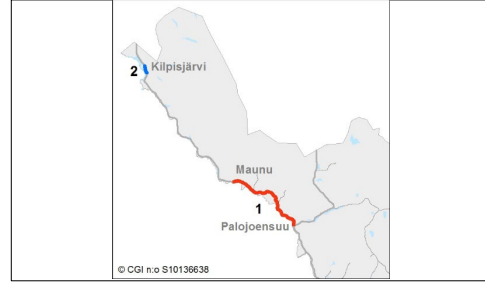 Kilpisjärvi
2
Maunu
1
Palojoensuu
© CGI n:o S10136638